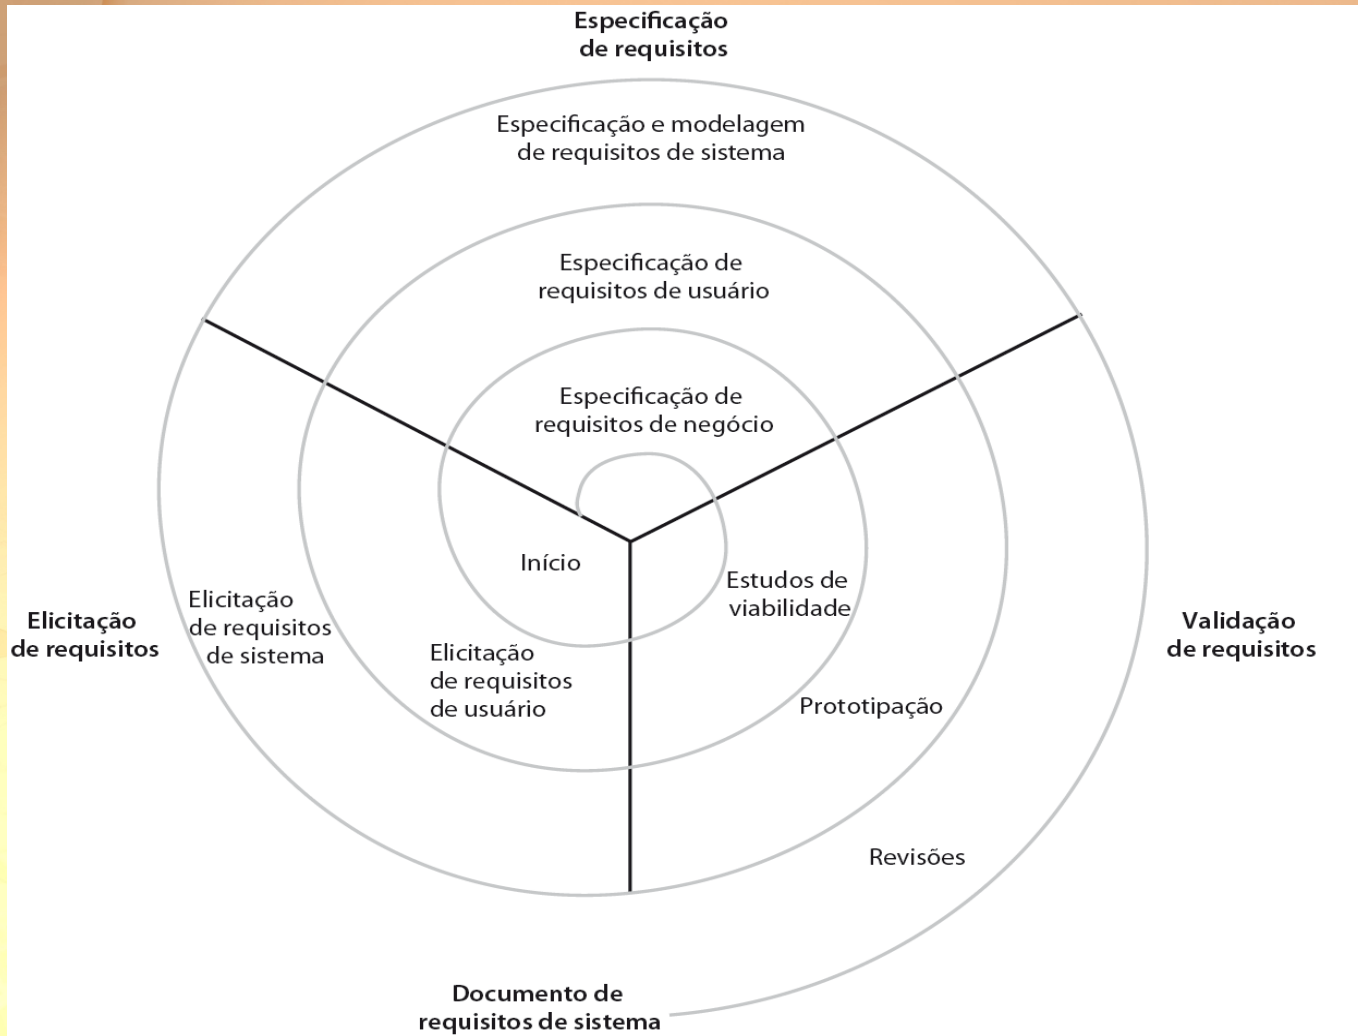 Especificação
de requisitos
Especificação e modelagem
de requisitos de sistema
Especificação de
requisitos de usuário
Especificação de
requisitos de negócio
Início
Estudos de
viabilidade
Elicitação
de requisitos
Elicitação
de requisitos
de sistema
Elicitação
de requisitos
de usuário
Validação
de requisitos
Prototipação
Revisões
Documento de
requisitos de sistema